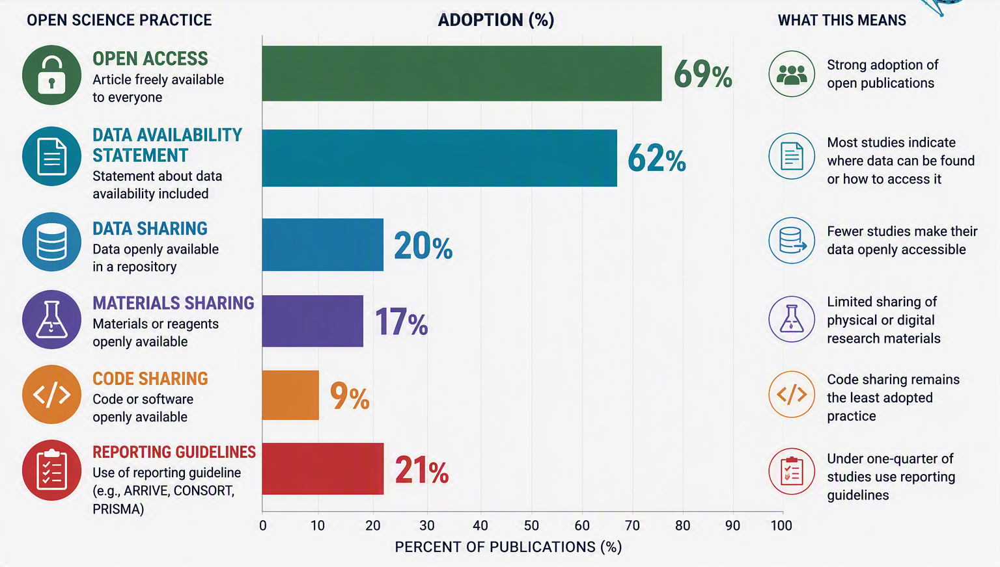 OPEN SCIENCE PRACTICE
ADOPTION (%)
WHAT THIS MEANS
OPEN ACCESS
Article freely available
to everyone
69%
Strong adoption of
open publications
DATA AVAILABILITY
STATEMENT
Statement about data
availability included
62%
Most studies indicate
where data can be found
or how to access it
DATA SHARING
Data openly available
in a repository
20%
Fewer studies make their
data openly accessible
MATERIALS SHARING
Materials or reagents
openly available
17%
Limited sharing of
physical or digital
research materials
</>
CODE SHARING
Code or software
openly available
9%
</>
Code sharing remains
the least adopted
practice
REPORTING GUIDELINES
Use of reporting guideline
(e.g., ARRIVE, CONSORT,
PRISMA)
21%
Under one-quarter of
studies use reporting
guidelines
0 10 20 30 40 50 60 70 80 90 100
PERCENT OF PUBLICATIONS (%)